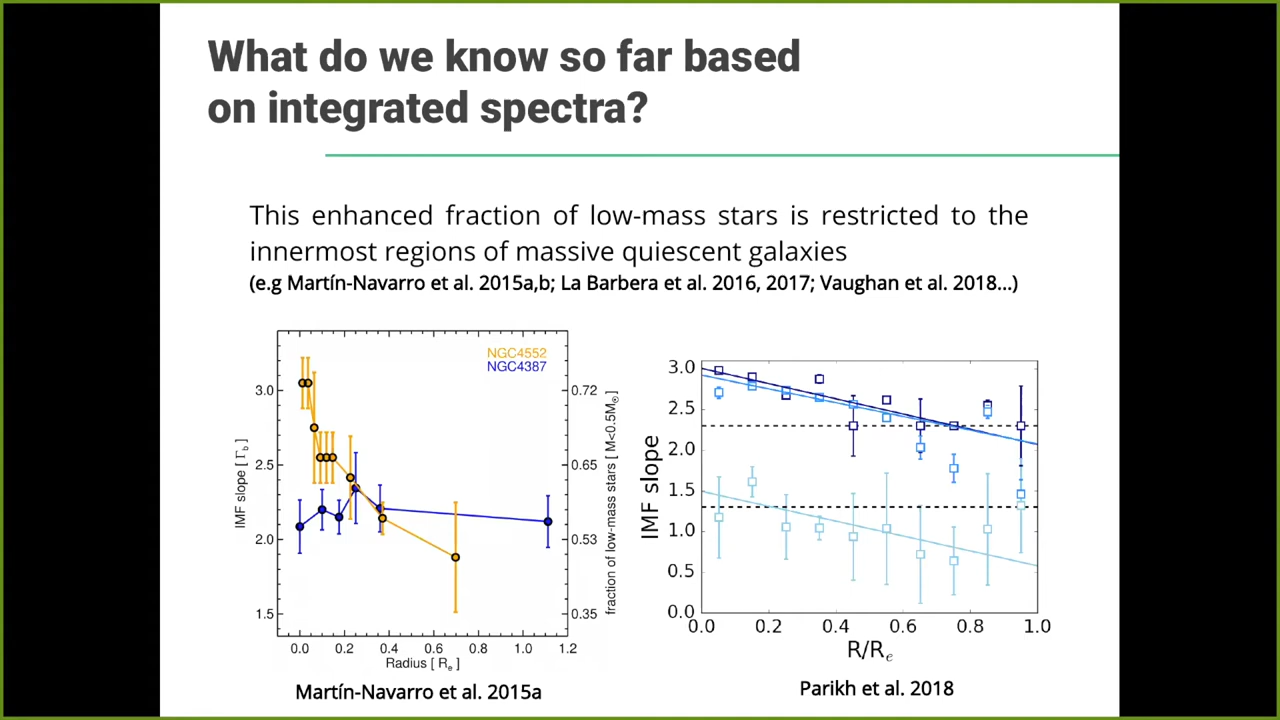 What do we know so far based
on integrated spectra?
This enhanced fraction of low-mass stars is restricted to the
innermost regions of massive quiescent galaxies
(e.g Martín-Navarro et al. 2015a,b; La Barbera et al. 2016, 2017; Vaughan et al. 2018...)
NGC4552
NGC4387
3.0
2.5
2.0
1.5
IMF slope [ Γb ]
0.72
0.65
0.53
0.35
fraction of low-mass stars [ M<0.5M☉ ]
0.0 0.2 0.4 0.6 0.8 1.0 1.2
Radius [ Re ]
Martín-Navarro et al. 2015a
3.0
2.5
2.0
1.5
1.0
0.5
0.0
IMF slope
0.0 0.2 0.4 0.6 0.8 1.0
R/Re
Parikh et al. 2018